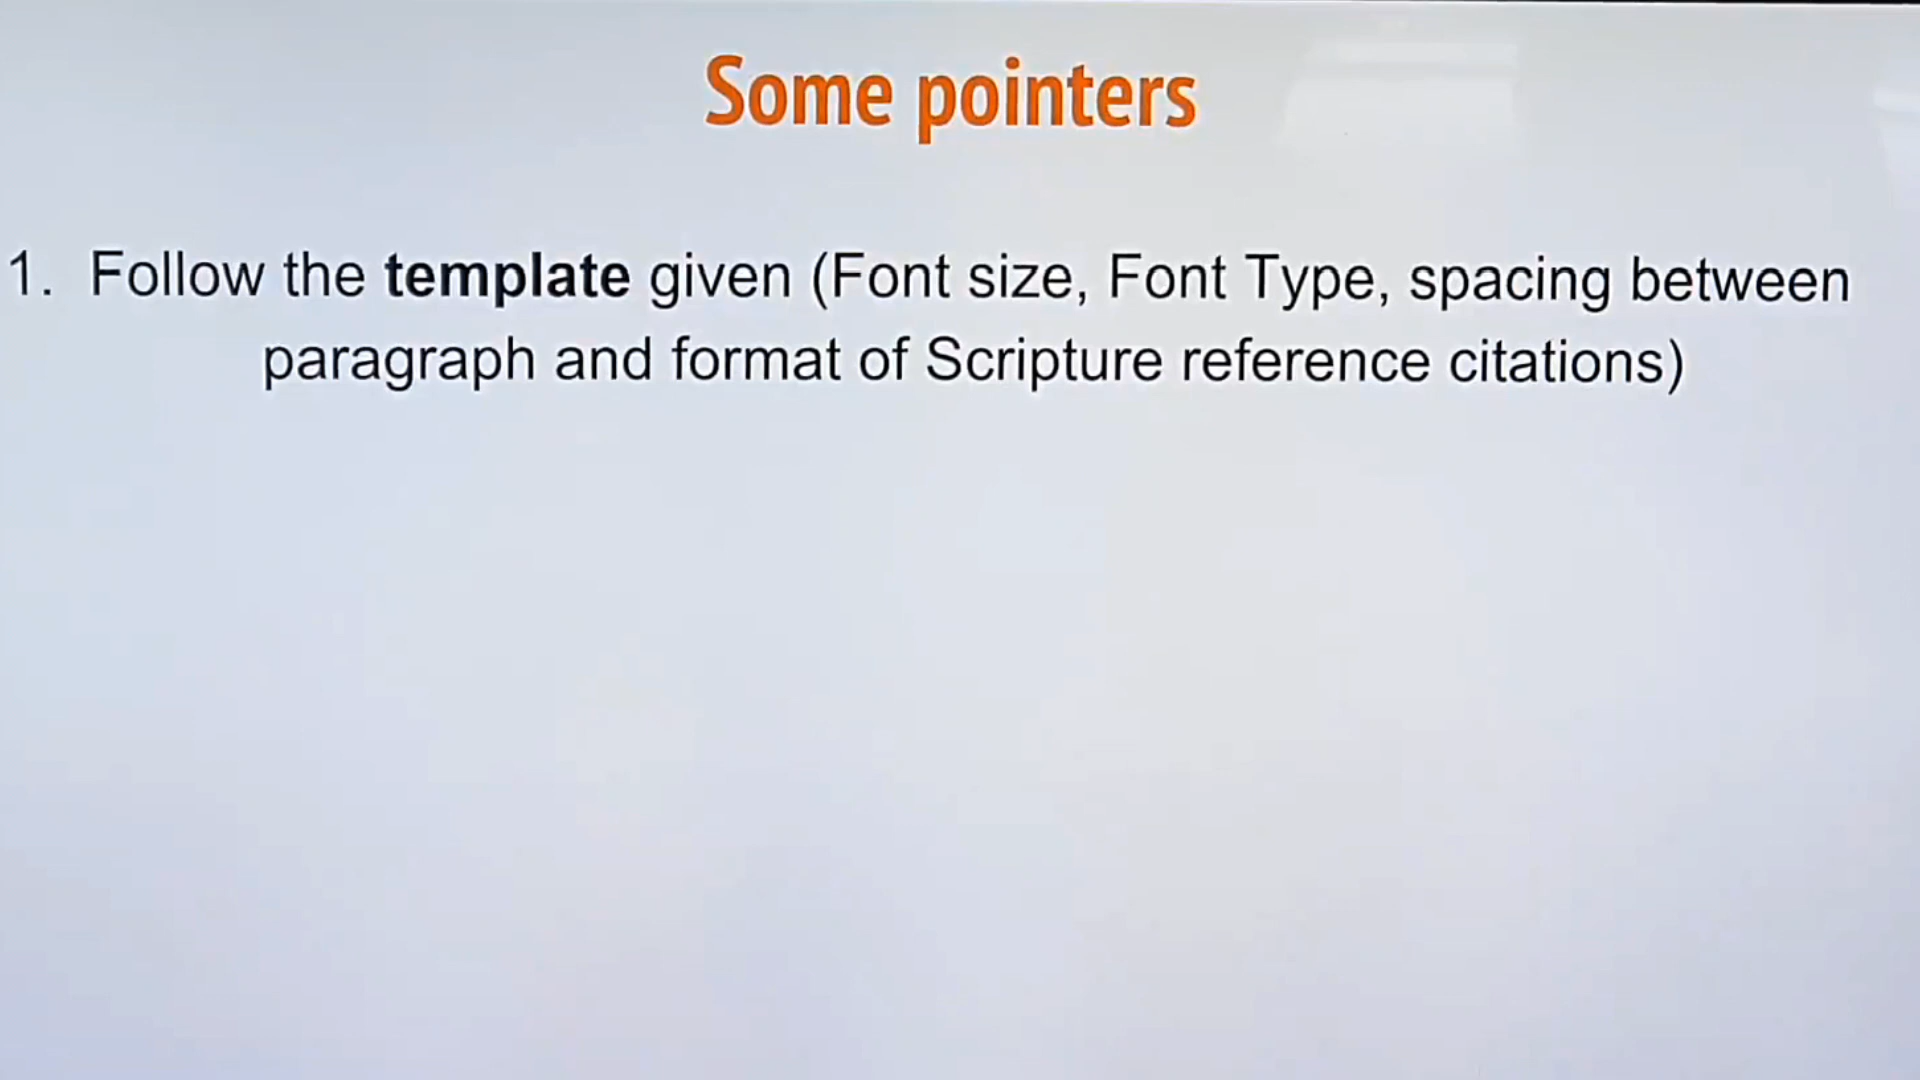 Some pointers
1. Follow the template given (Font size, Font Type, spacing between
paragraph and format of Scripture reference citations)